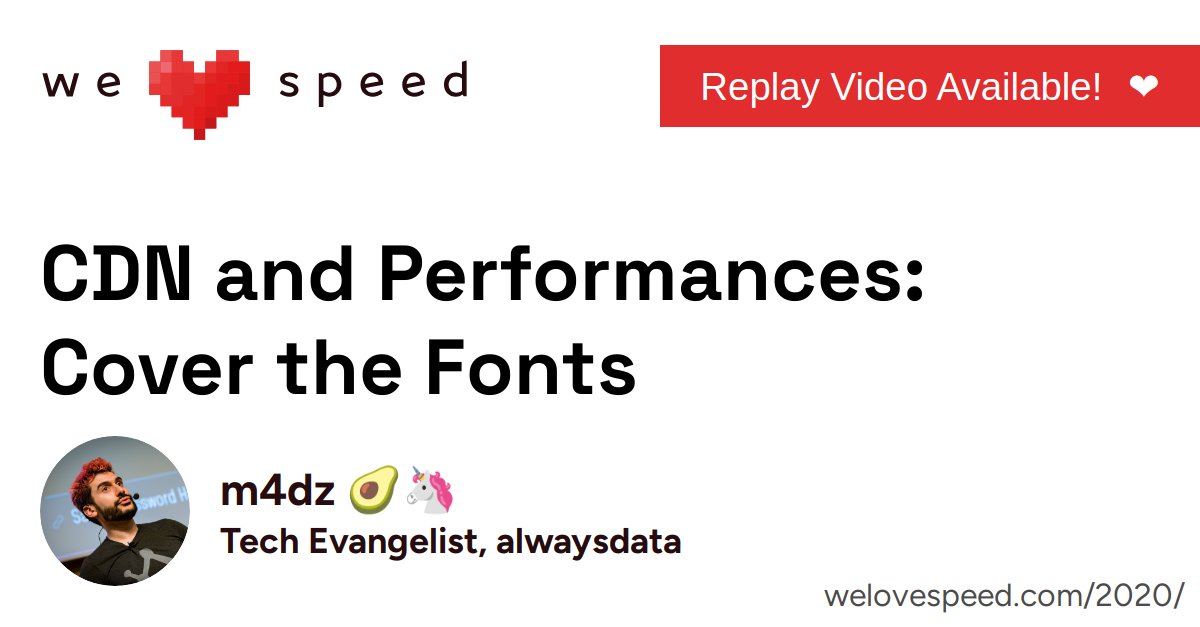 we speed
Replay Video Available! ❤
CDN and Performances:
Cover the Fonts
m4dz 🥑🦄
Tech Evangelist, alwaysdata
welovespeed.com/2020/